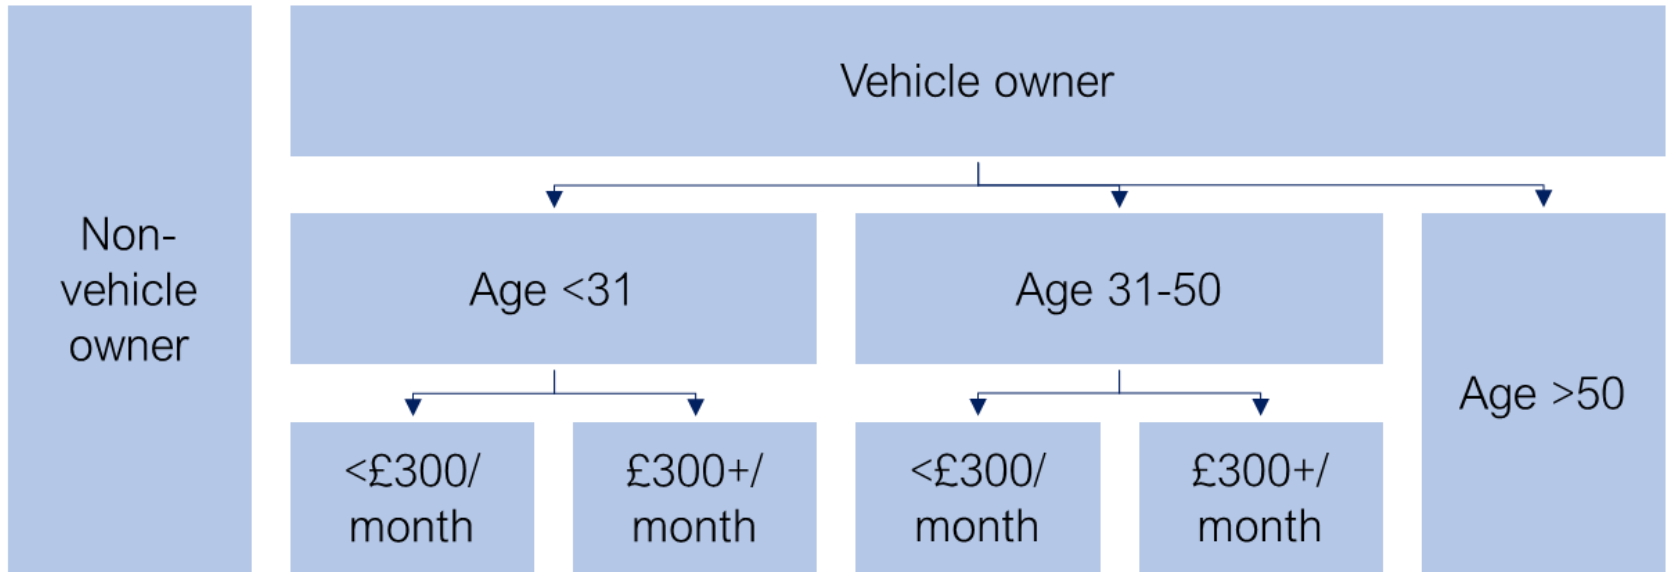 Non-
vehicle
owner
Vehicle owner
Age <31
Age 31-50
Age >50
<£300/
month
£300+/
month
<£300/
month
£300+/
month